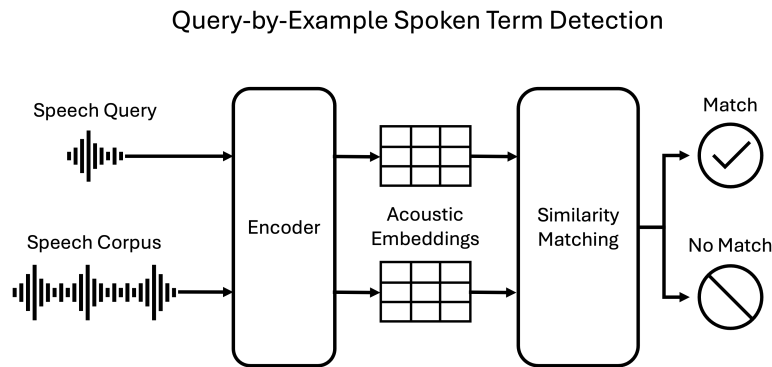 Query-by-Example Spoken Term Detection
Speech Query
Speech Corpus
Encoder
Acoustic
Embeddings
Similarity
Matching
Match
No Match